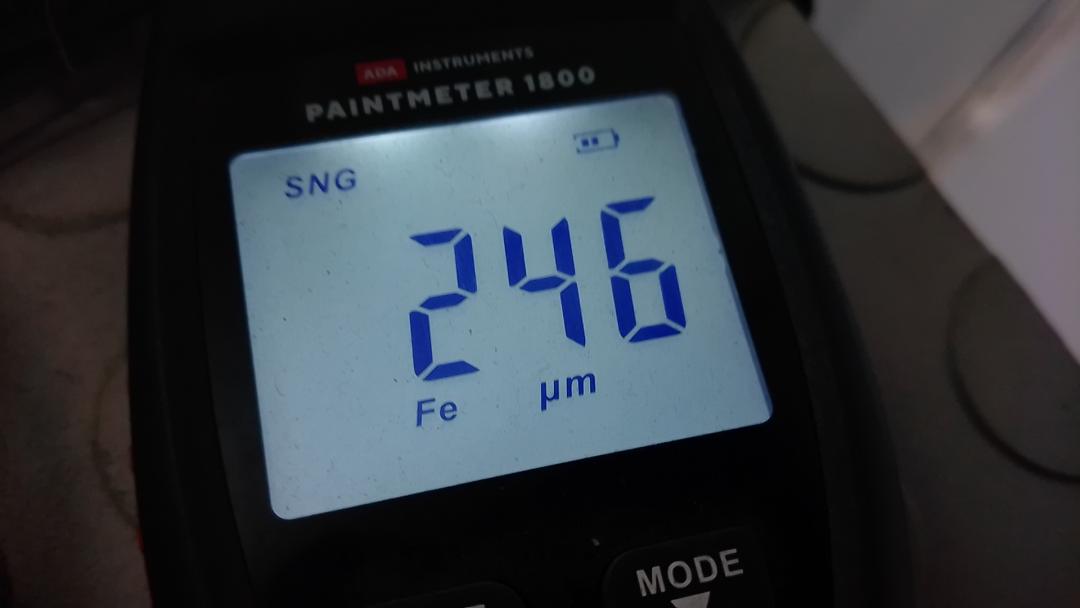 ADA INSTRUMENTS
PAINTMETER 1800
SNG
246
Fe µm
MODE